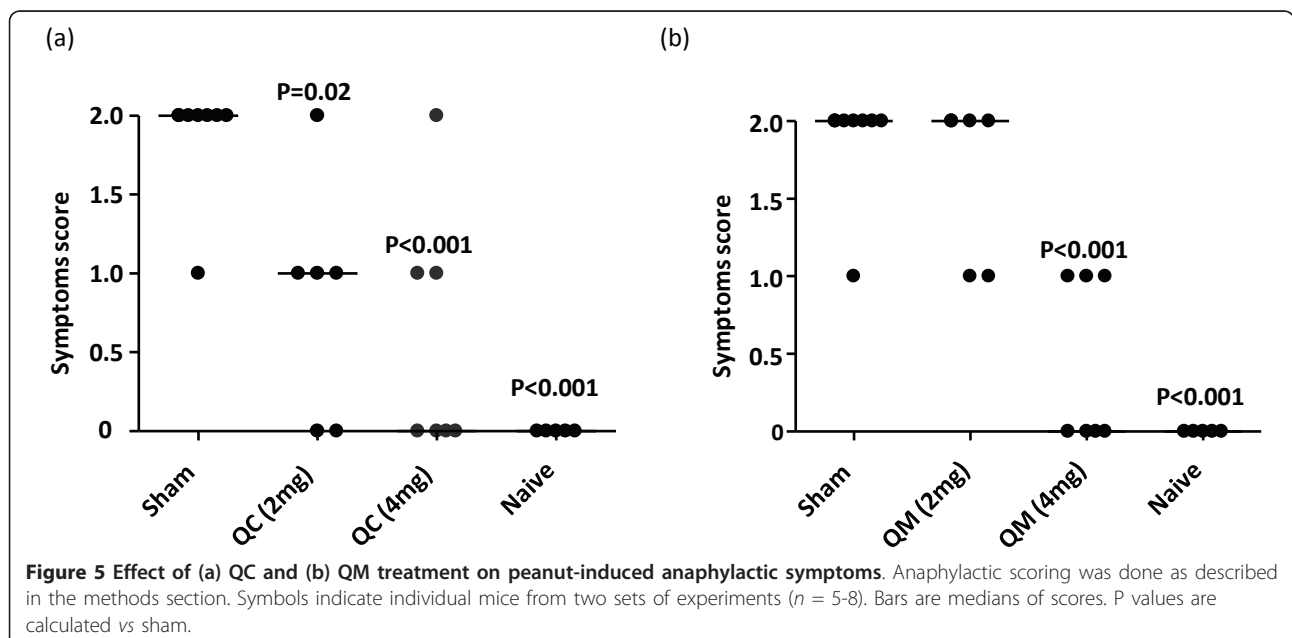 (a)
P=0.02
P<0.001
P<0.001
Symptoms score
2.0
1.5
1.0
0.5
0
Sham
QC (2mg)
QC (4mg)
Naive
(b)
P<0.001
P<0.001
Symptoms score
2.0
1.5
1.0
0.5
0
Sham
QM (2mg)
QM (4mg)
Naive
Figure 5 Effect of (a) QC and (b) QM treatment on peanut-induced anaphylactic symptoms. Anaphylactic scoring was done as described
in the methods section. Symbols indicate individual mice from two sets of experiments (n = 5-8). Bars are medians of scores. P values are
calculated vs sham.